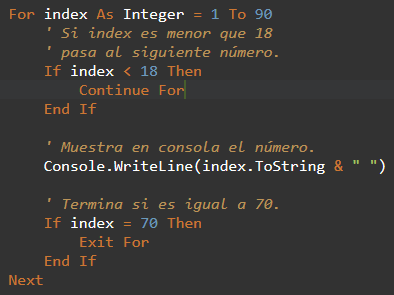 For index As Integer = 1 To 90
    ' Si index es menor que 18
    ' pasa al siguiente número.
    If index < 18 Then
        Continue For
    End If

    ' Muestra en consola el número.
    Console.WriteLine(index.ToString & " ")

    ' Termina si es igual a 70.
    If index = 70 Then
        Exit For
    End If
Next